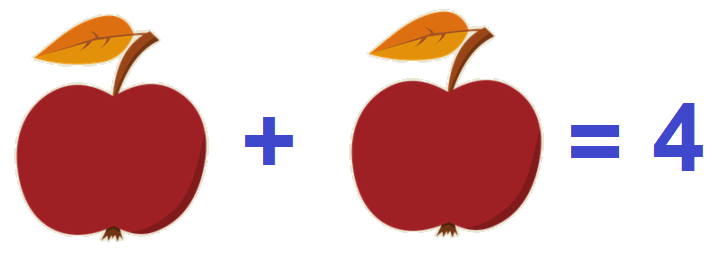 + = 4